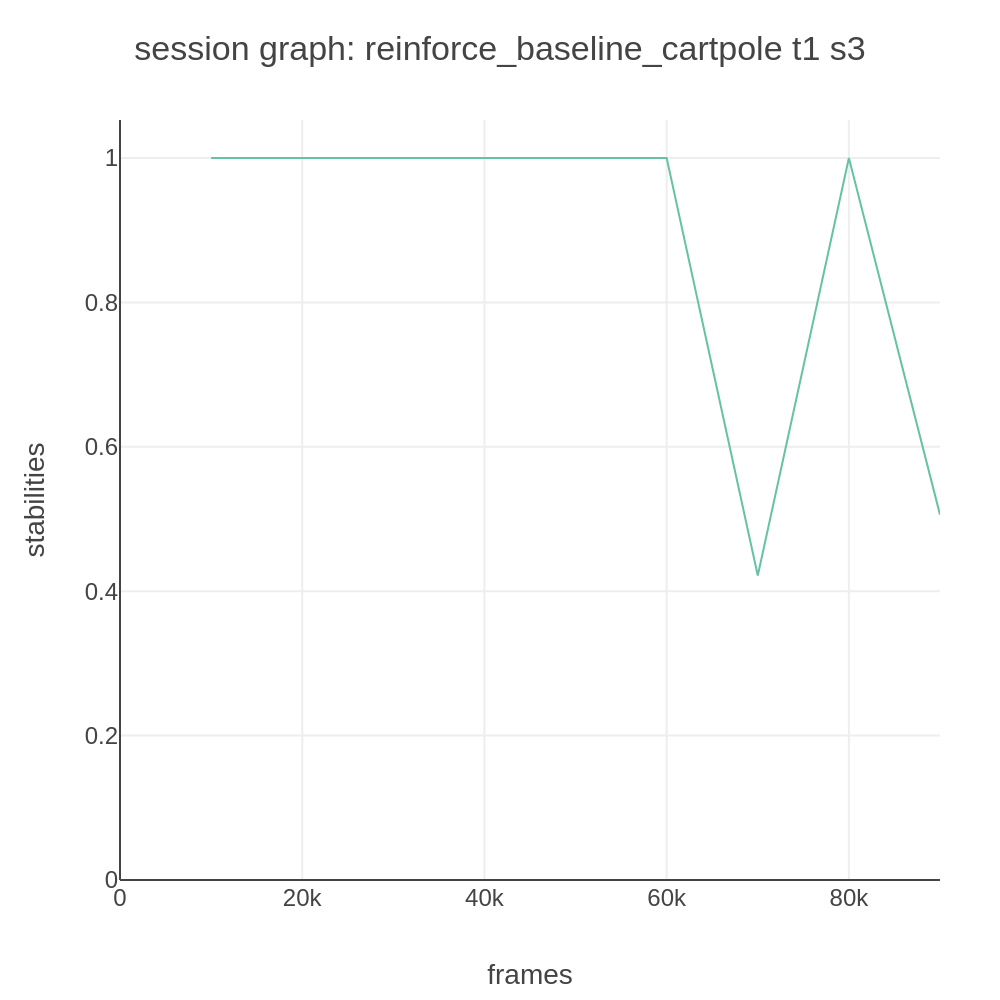 session graph: reinforce_baseline_cartpole t1 s3
1
0.8
0.6
0.4
0.2
0
0 20k 40k 60k 80k
stabilities
frames